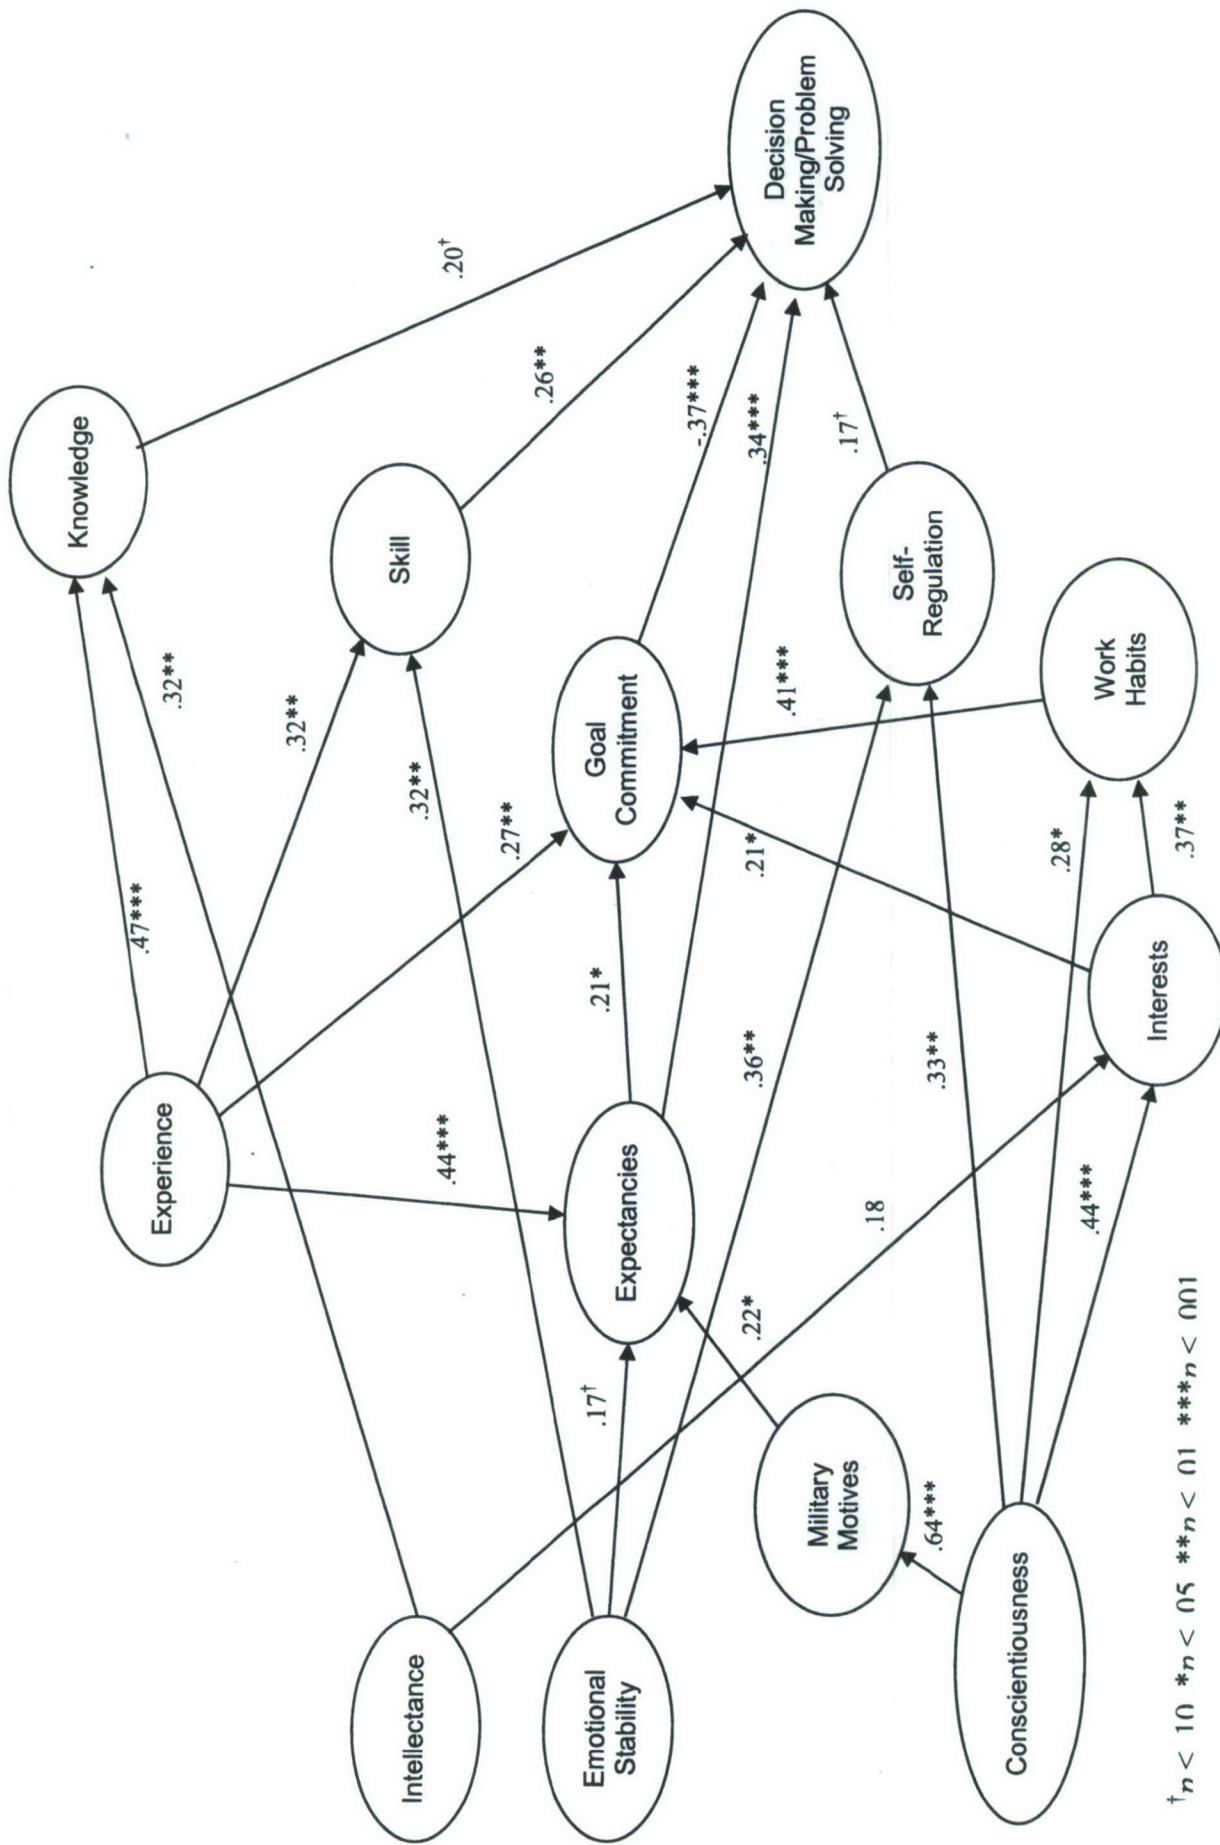 Knowledge
.47***
Experience
.32**
.32**
Skill
Intellectance
.32**
.44***
.20†
.27**
.26**
Emotional
Stability
.17†
Expectancies
.21*
Goal
Commitment
-.37***
.22*
.36**
.21*
.34***
.41***
Decision
Making/Problem
Solving
Military
Motives
.17†
.18
Self-
Regulation
.64***
.33**
Conscientiousness
.28*
.44***
Work
Habits
Interests
.37**
†n < 10 *n < 05 **n < 01 ***n < 001